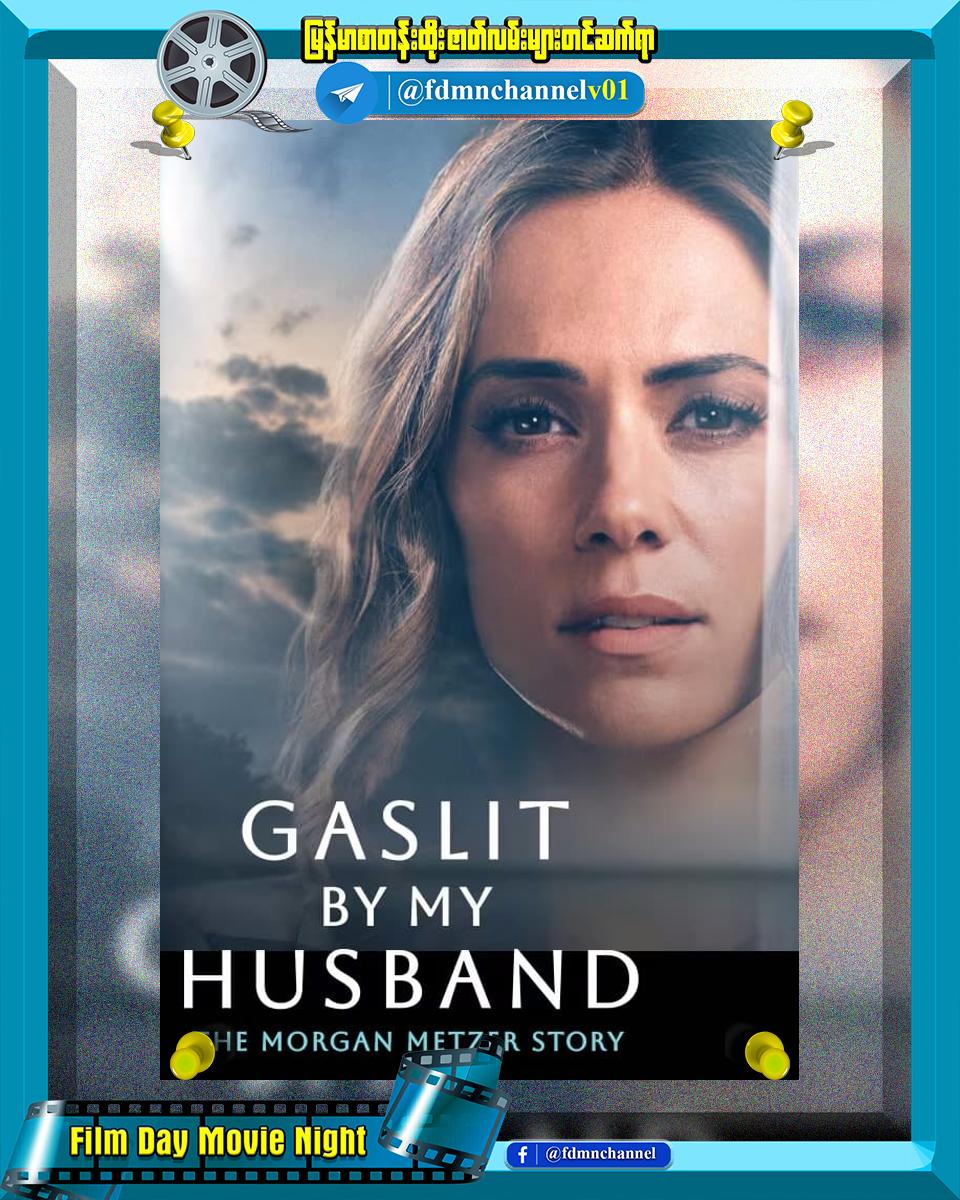 မြန်မာစာတန်းထိုးဇာတ်လမ်းများတင်ဆက်ရာ
@fdmnchannelv01
GASLIT
BY MY
HUSBAND
THE MORGAN METZER STORY
Film Day Movie Night
@fdmnchannel